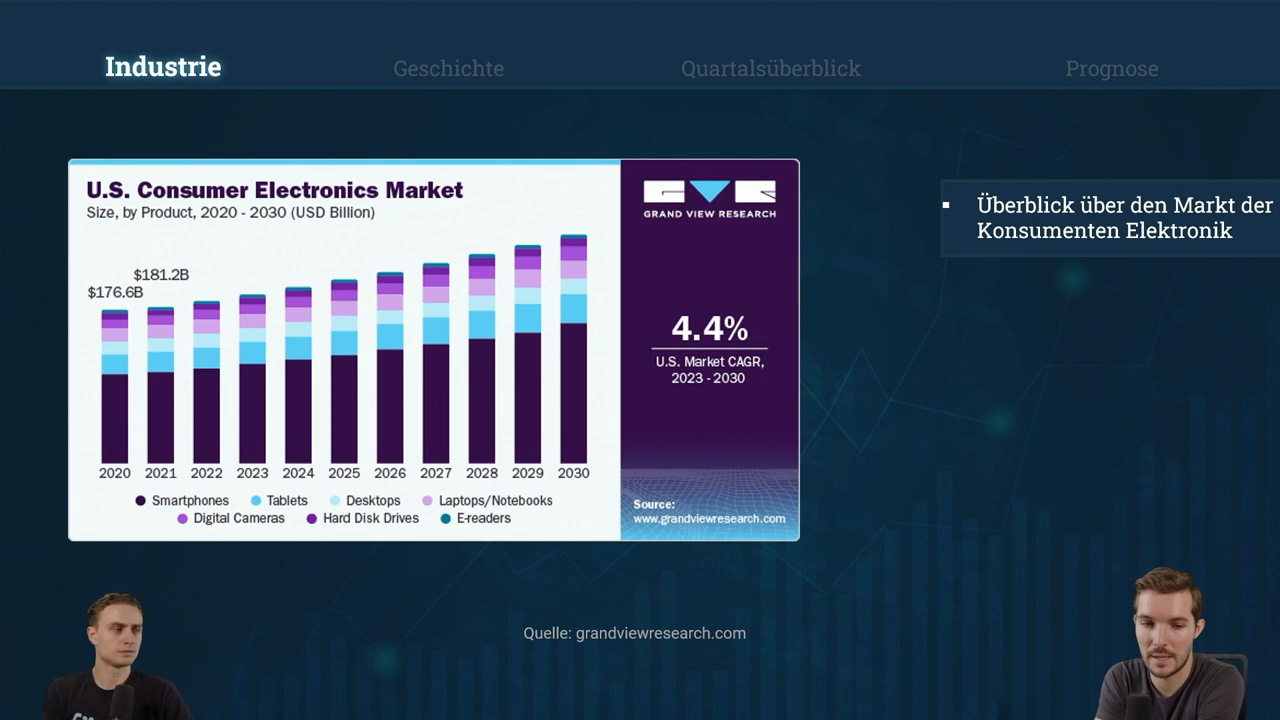 Industrie
Geschichte
Quartalsüberblick
Prognose
U.S. Consumer Electronics Market
Size, by Product, 2020 - 2030 (USD Billion)
$181.2B
$176.6B
2020 2021 2022 2023 2024 2025 2026 2027 2028 2029 2030
Smartphones Tablets Desktops Laptops/Notebooks
Digital Cameras Hard Disk Drives E-readers
GRAND VIEW RESEARCH
4.4%
U.S. Market CAGR,
2023 - 2030
Source:
www.grandviewresearch.com
Überblick über den Markt der
Konsumenten Elektronik
Quelle: grandviewresearch.com